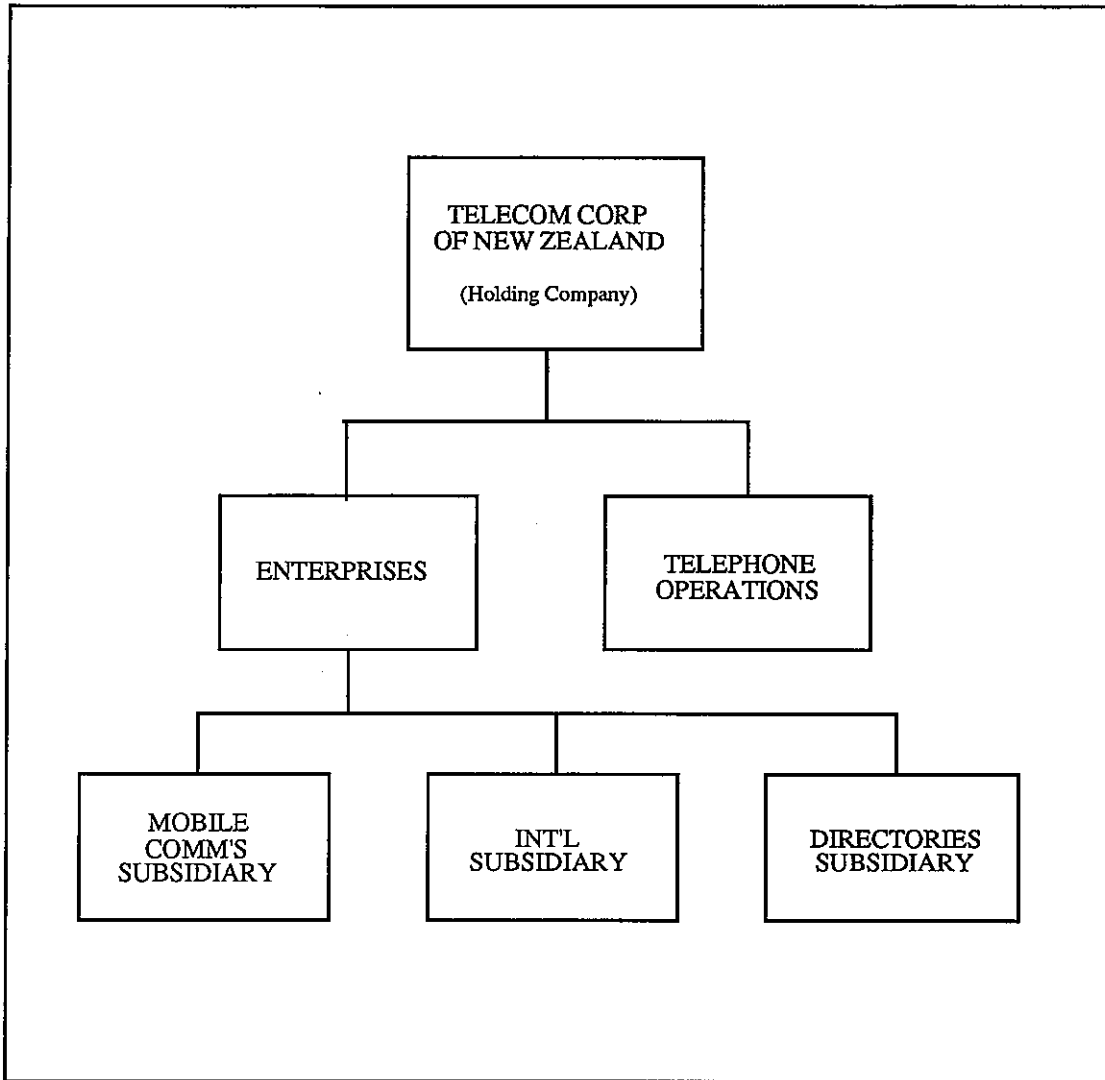 TELECOM CORP
OF NEW ZEALAND
(Holding Company)
ENTERPRISES
TELEPHONE
OPERATIONS
MOBILE
COMM'S
SUBSIDIARY
INT'L
SUBSIDIARY
DIRECTORIES
SUBSIDIARY